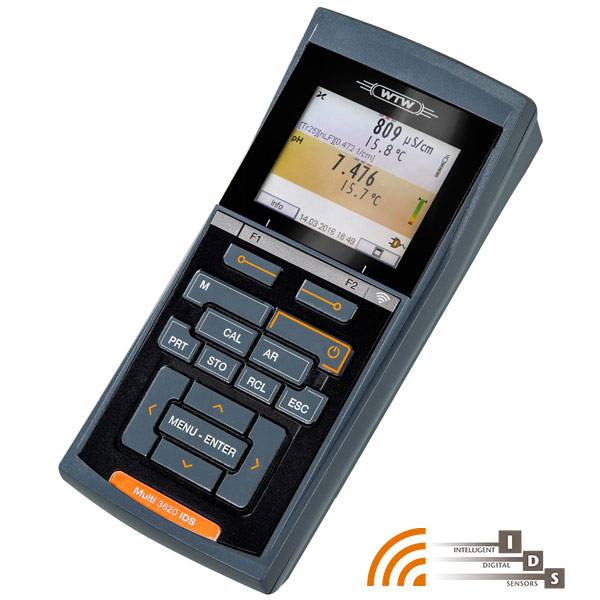 WTW
809 µS/cm
15.8 °C
[Tr25][nLF][0.472 1/cm]
pH
7.476
15.7 °C
Info
14.03.2016 16:49
F1
F2
M
CAL
AR
PRT
STO
RCL
ESC
MENU - ENTER
Multi 3620 IDS
INTELLIGENT I
DIGITAL D
SENSORS S